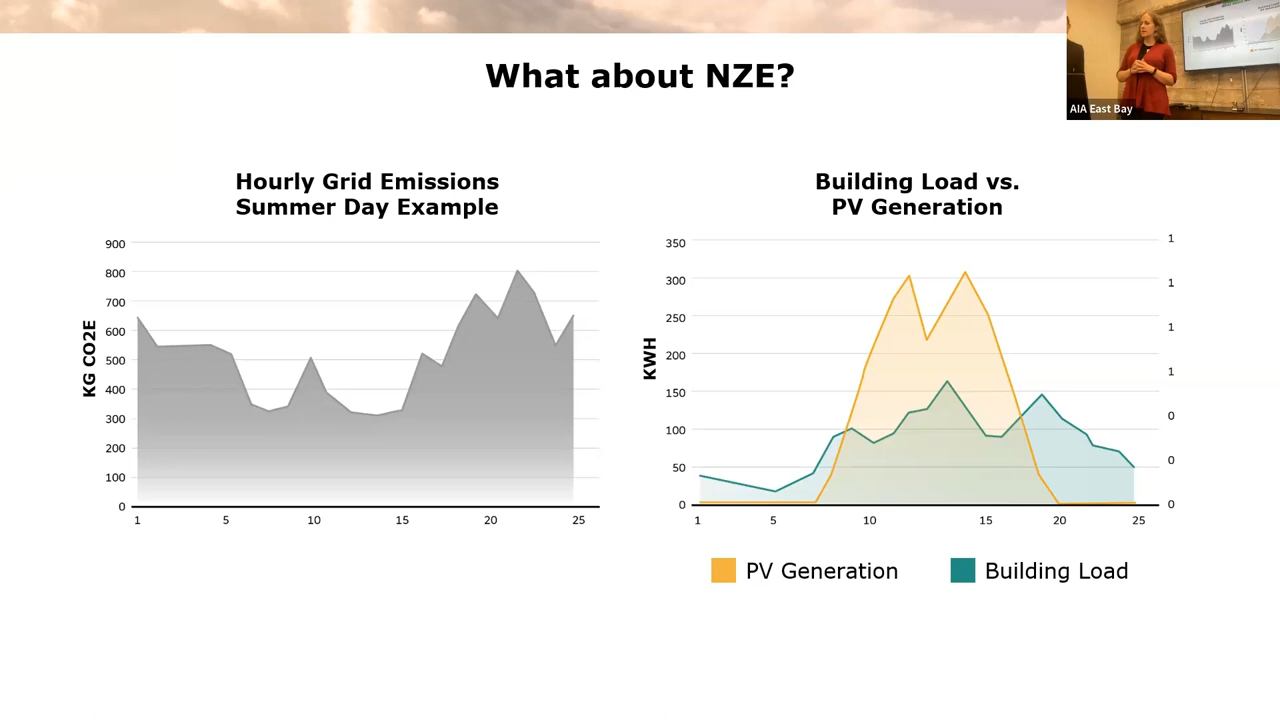 What about NZE?
AIA East Bay
Hourly Grid Emissions
Summer Day Example
KG CO2E
900
800
700
600
500
400
300
200
100
0
1 5 10 15 20 25
Building Load vs.
PV Generation
KWH
350
300
250
200
150
100
50
0
1
1
1
1
0
0
0
1 5 10 15 20 25
PV Generation Building Load